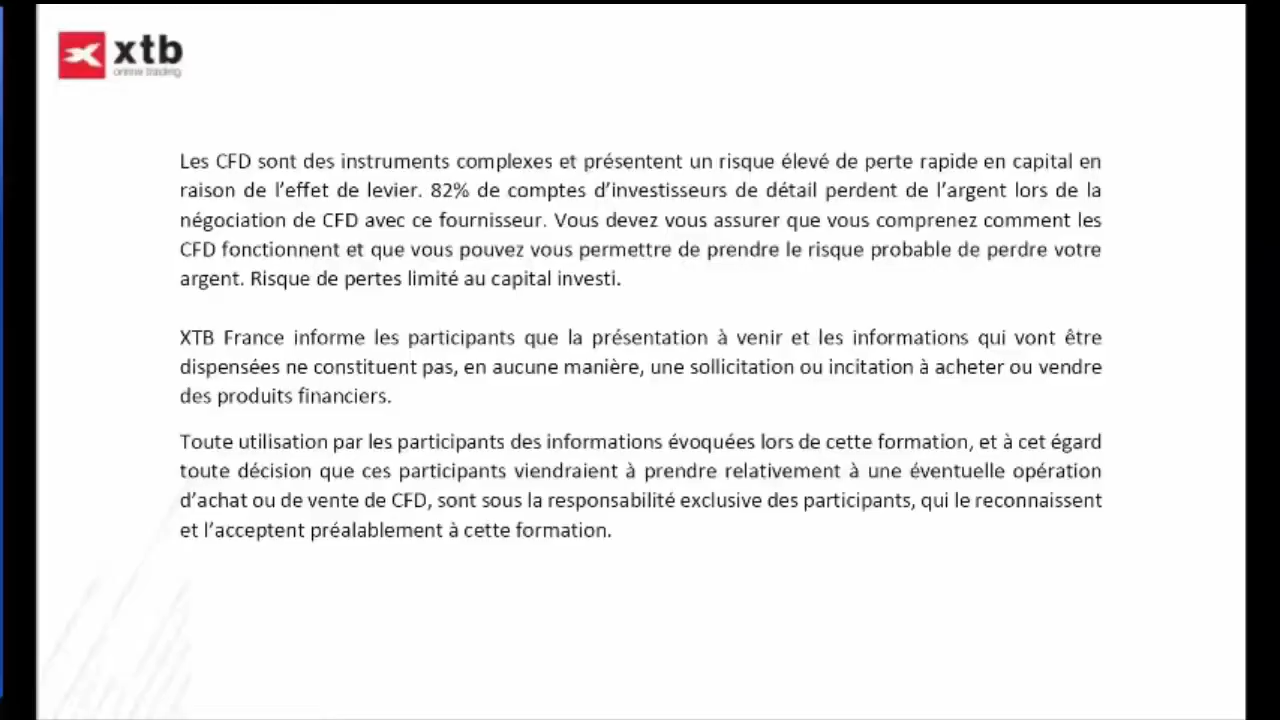 xtb
online trading
Les CFD sont des instruments complexes et présentent un risque élevé de perte rapide en capital en
raison de l’effet de levier. 82% de comptes d’investisseurs de détail perdent de l’argent lors de la
négociation de CFD avec ce fournisseur. Vous devez vous assurer que vous comprenez comment les
CFD fonctionnent et que vous pouvez vous permettre de prendre le risque probable de perdre votre
argent. Risque de pertes limité au capital investi.
XTB France informe les participants que la présentation à venir et les informations qui vont être
dispensées ne constituent pas, en aucune manière, une sollicitation ou incitation à acheter ou vendre
des produits financiers.
Toute utilisation par les participants des informations évoquées lors de cette formation, et à cet égard
toute décision que ces participants viendraient à prendre relativement à une éventuelle opération
d’achat ou de vente de CFD, sont sous la responsabilité exclusive des participants, qui le reconnaissent
et l’acceptent préalablement à cette formation.